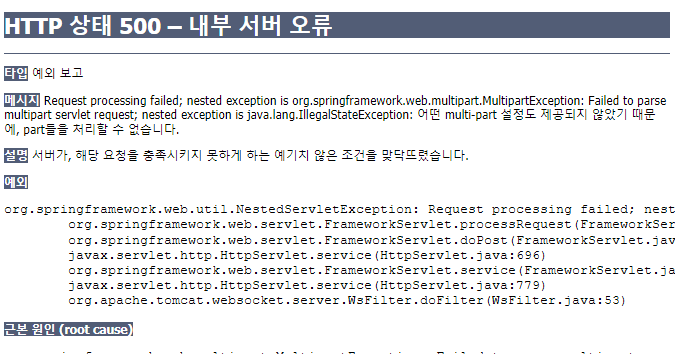 HTTP 상태 500 – 내부 서버 오류
타입 예외 보고
메시지 Request processing failed; nested exception is org.springframework.web.multipart.MultipartException: Failed to parse
multipart servlet request; nested exception is java.lang.IllegalStateException: 어떤 multi-part 설정도 제공되지 않았기 때문
에, part들을 처리할 수 없습니다.
설명 서버가, 해당 요청을 충족시키지 못하게 하는 예기치 않은 조건을 맞닥뜨렸습니다.
예외
org.springframework.web.util.NestedServletException: Request processing failed; nest
org.springframework.web.servlet.FrameworkServlet.processRequest(FrameworkSer
org.springframework.web.servlet.FrameworkServlet.doPost(FrameworkServlet.jav
javax.servlet.http.HttpServlet.service(HttpServlet.java:696)
org.springframework.web.servlet.FrameworkServlet.service(FrameworkServlet.ja
javax.servlet.http.HttpServlet.service(HttpServlet.java:779)
org.apache.tomcat.websocket.server.WsFilter.doFilter(WsFilter.java:53)
근본 원인 (root cause)